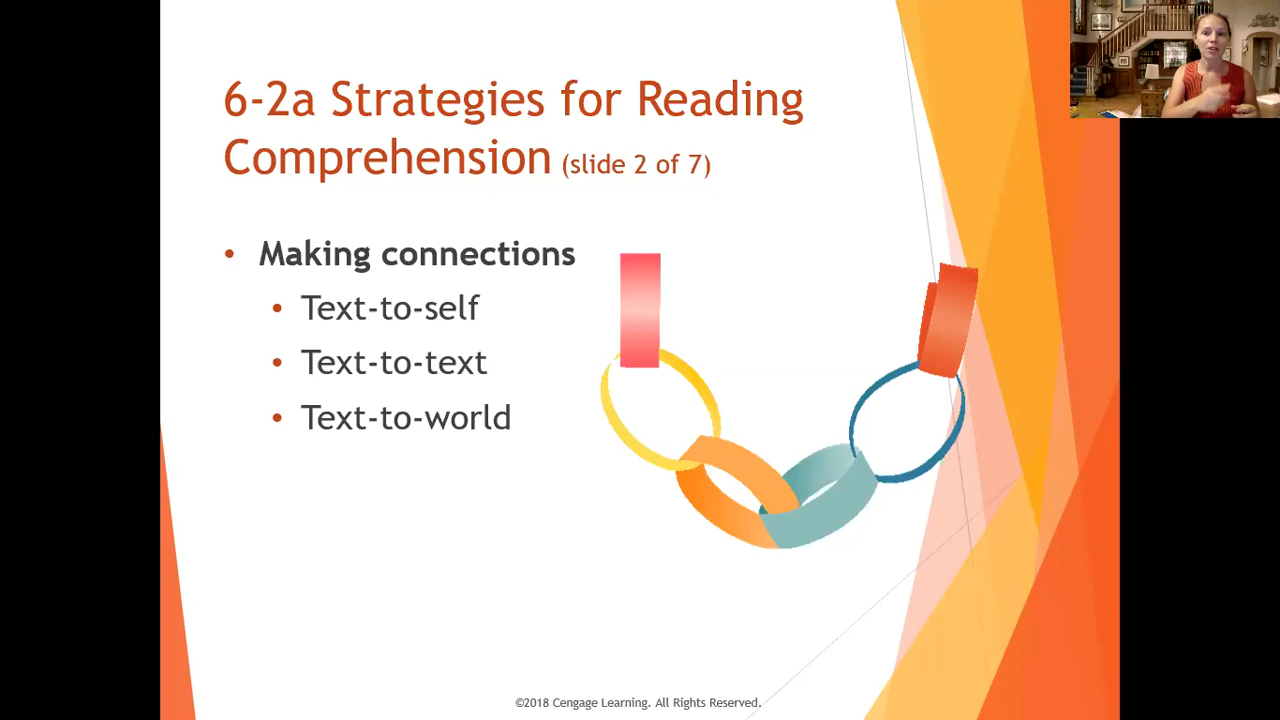 6-2a Strategies for Reading
Comprehension (slide 2 of 7)
• Making connections
• Text-to-self
• Text-to-text
• Text-to-world
©2018 Cengage Learning. All Rights Reserved.